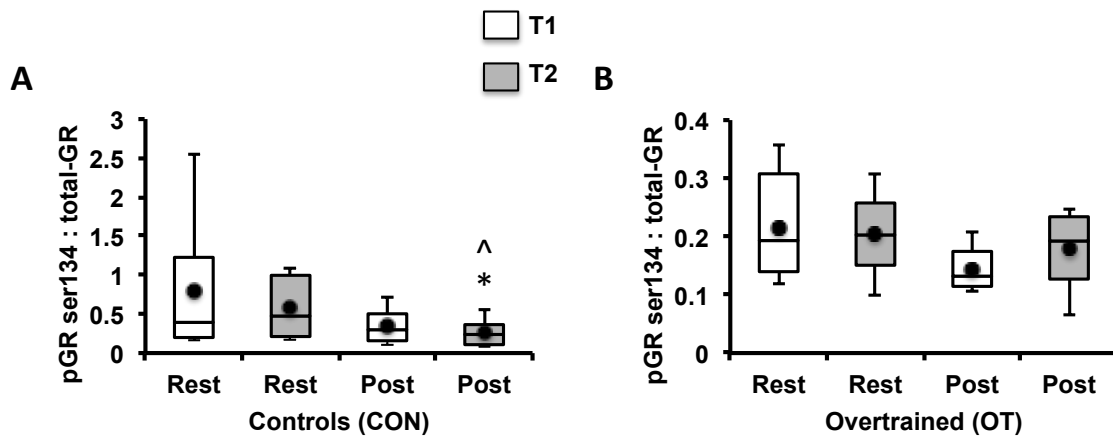 T1
T2
A
pGR ser134 : total-GR
3
2.5
2
1.5
1
0.5
0
^
*
Rest Rest Post Post
Controls (CON)
B
pGR ser134 : total-GR
0.4
0.3
0.2
0.1
0
Rest Rest Post Post
Overtrained (OT)